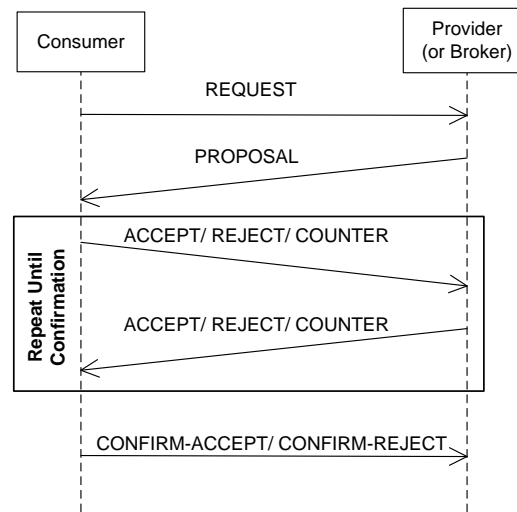 Consumer
Provider
(or Broker)
REQUEST
PROPOSAL
Repeat Until
Confirmation
ACCEPT/ REJECT/ COUNTER
ACCEPT/ REJECT/ COUNTER
CONFIRM-ACCEPT/ CONFIRM-REJECT